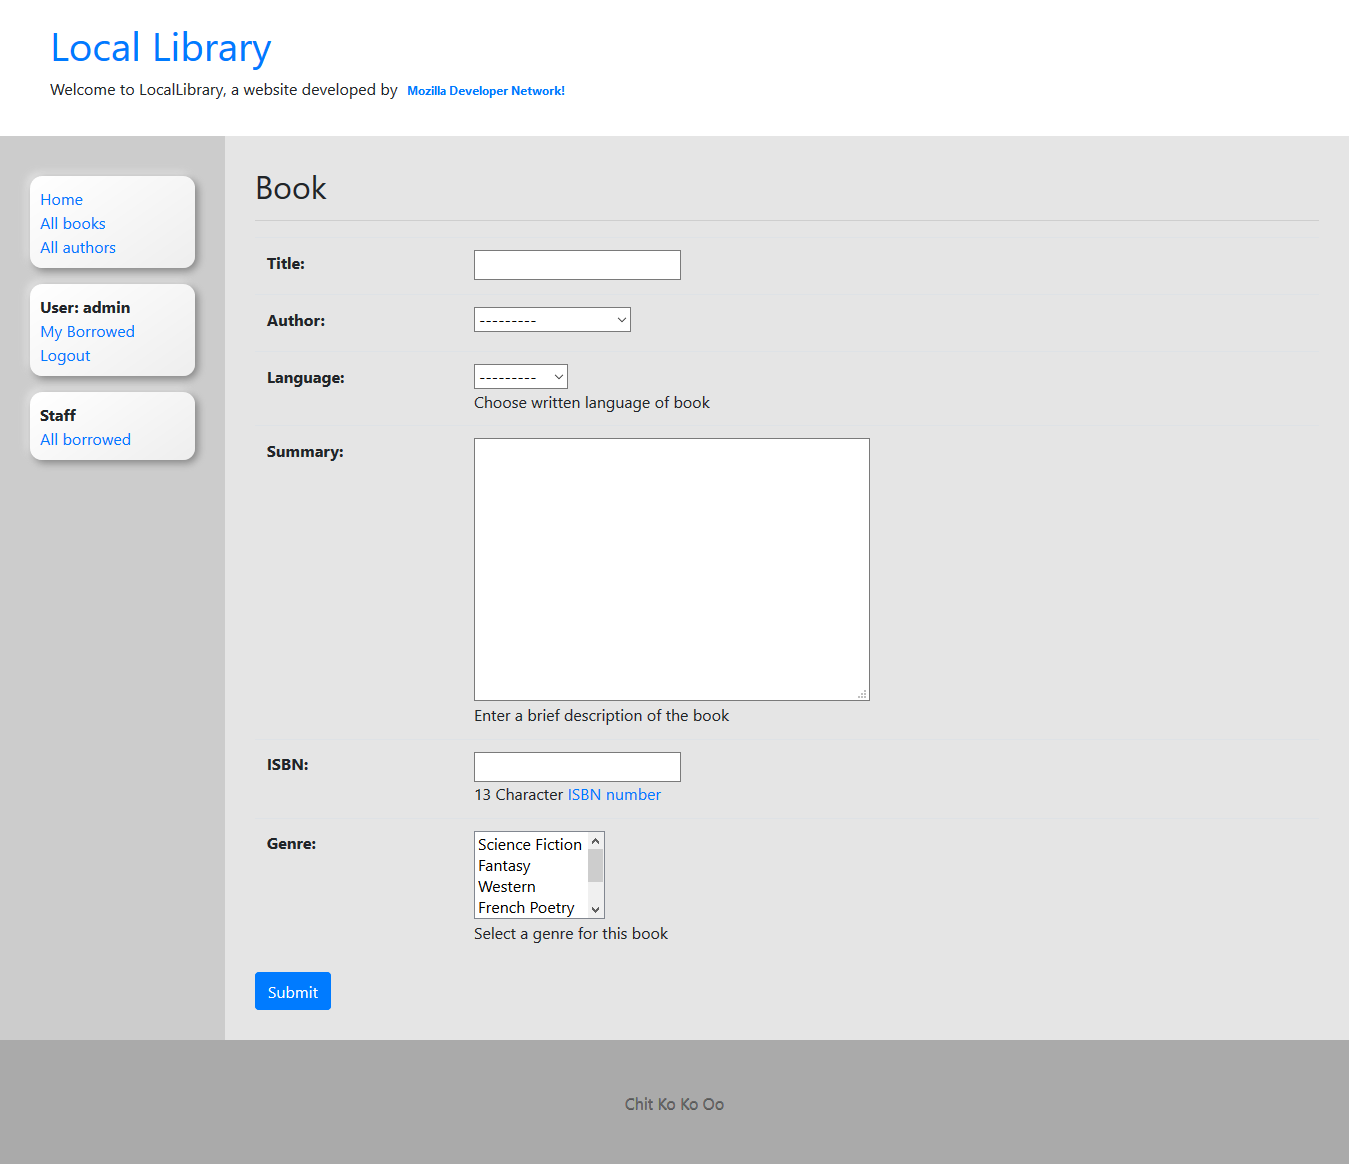 Local Library
Welcome to LocalLibrary, a website developed by Mozilla Developer Network!
Home
All books
All authors
User: admin
My Borrowed
Logout
Staff
All borrowed
Book
Title:
Author: ---------
Language: ---------
Choose written language of book
Summary:
Enter a brief description of the book
ISBN:
13 Character ISBN number
Genre: Science Fiction
Fantasy
Western
French Poetry
Select a genre for this book
Submit
Chit Ko Ko Oo